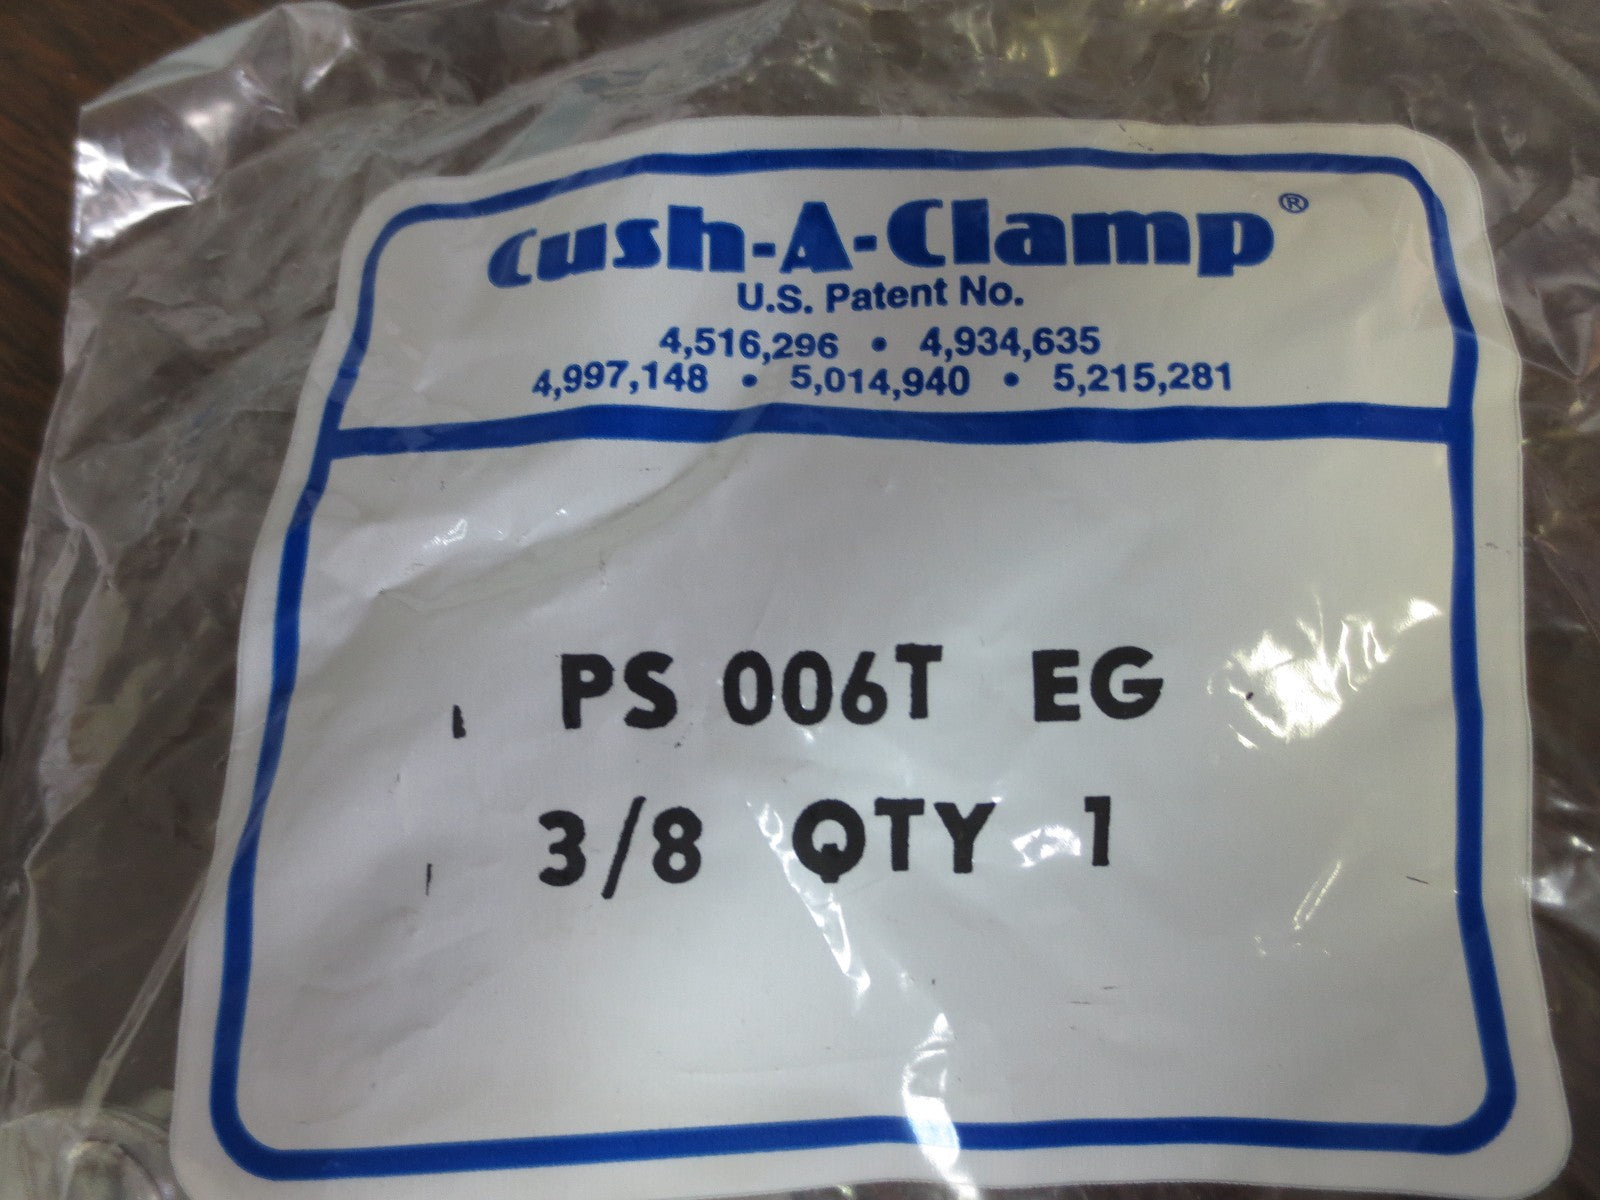 Cush-A-Clamp®
U.S. Patent No.
4,516,296 • 4,934,635
4,997,148 • 5,014,940 • 5,215,281
PS 006T EG
3/8 QTY 1